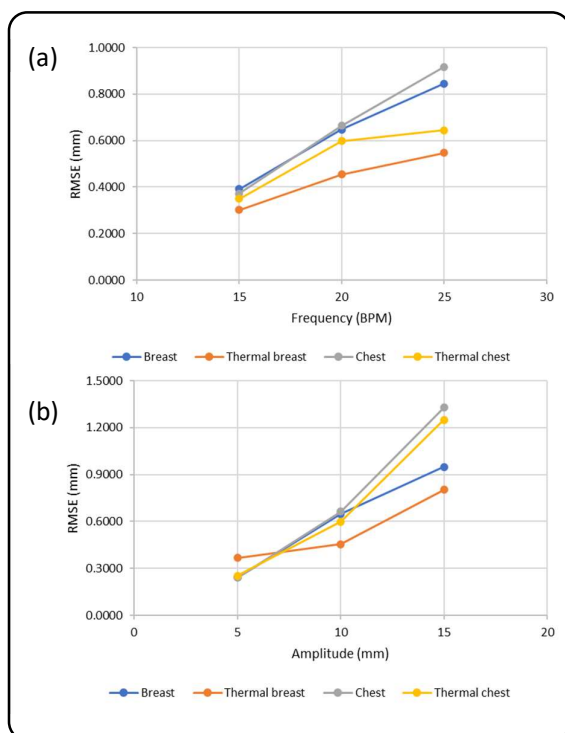 (a)
RMSE (mm)
1.0000
0.8000
0.6000
0.4000
0.2000
0.0000
10 15 20 25 30
Frequency (BPM)
Breast Thermal breast Chest Thermal chest
(b)
RMSE (mm)
1.5000
1.2000
0.9000
0.6000
0.3000
0.0000
0 5 10 15 20
Amplitude (mm)
Breast Thermal breast Chest Thermal chest